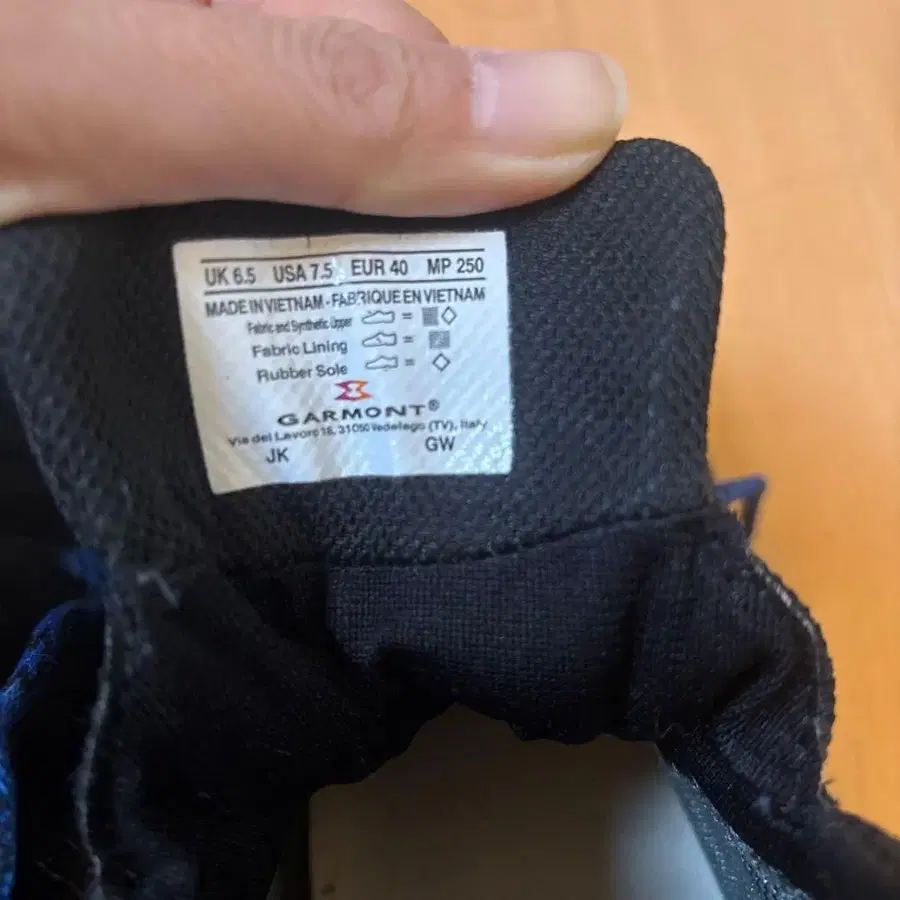 UK 6.5 USA 7.5 EUR 40 MP 250
MADE IN VIETNAM - FABRIQUE EN VIETNAM
Fabric and Synthetic Upper =
Fabric Lining =
Rubber Sole =
GARMONT®
Via del Lavoro 18, 31050 Vedelago (TV), Italy
JK GW